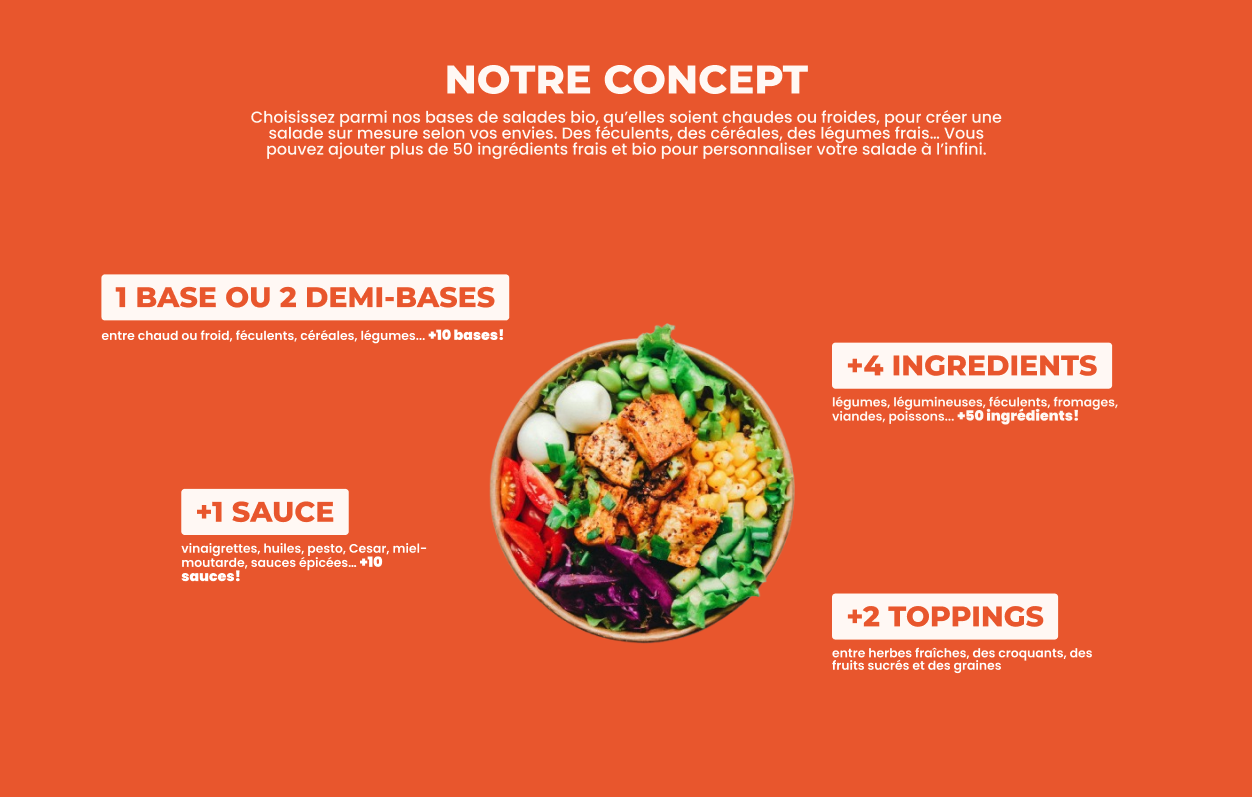 NOTRE CONCEPT
Choisissez parmi nos bases de salades bio, qu’elles soient chaudes ou froides, pour créer une
salade sur mesure selon vos envies. Des féculents, des céréales, des légumes frais... Vous
pouvez ajouter plus de 50 ingrédients frais et bio pour personnaliser votre salade à l’infini.
1 BASE OU 2 DEMI-BASES
entre chaud ou froid, féculents, céréales, légumes... +10 bases!
+4 INGREDIENTS
légumes, légumineuses, féculents, fromages,
viandes, poissons... +50 ingrédients!
+1 SAUCE
vinaigrettes, huiles, pesto, Cesar, miel-
moutarde, sauces épicées... +10
sauces!
+2 TOPPINGS
entre herbes fraîches, des croquants, des
fruits sucrés et des graines